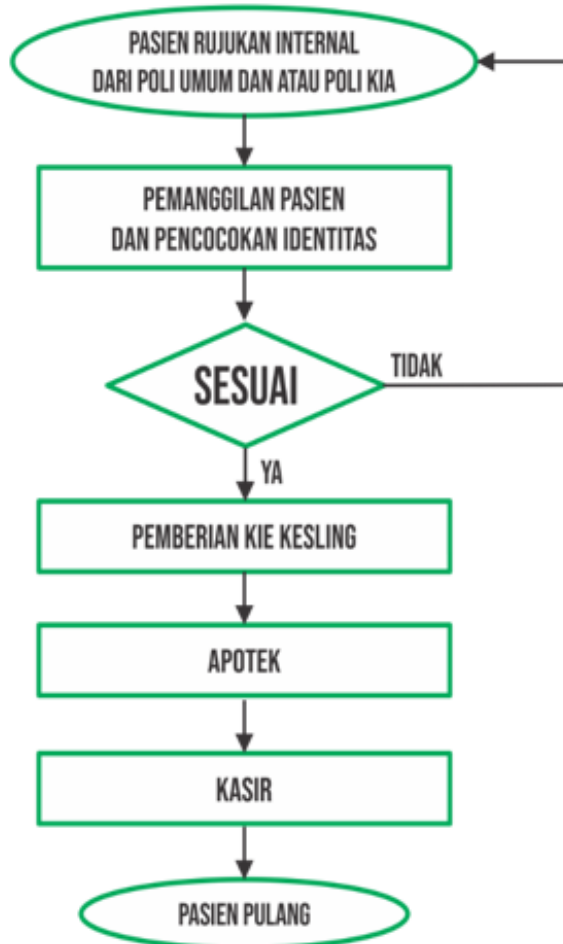 PASIEN RUJUKAN INTERNAL
DARI POLI UMUM DAN ATAU POLI KIA
PEMANGGILAN PASIEN
DAN PENCOCOKAN IDENTITAS
SESUAI
TIDAK
YA
PEMBERIAN KIE KESLING
APOTEK
KASIR
PASIEN PULANG